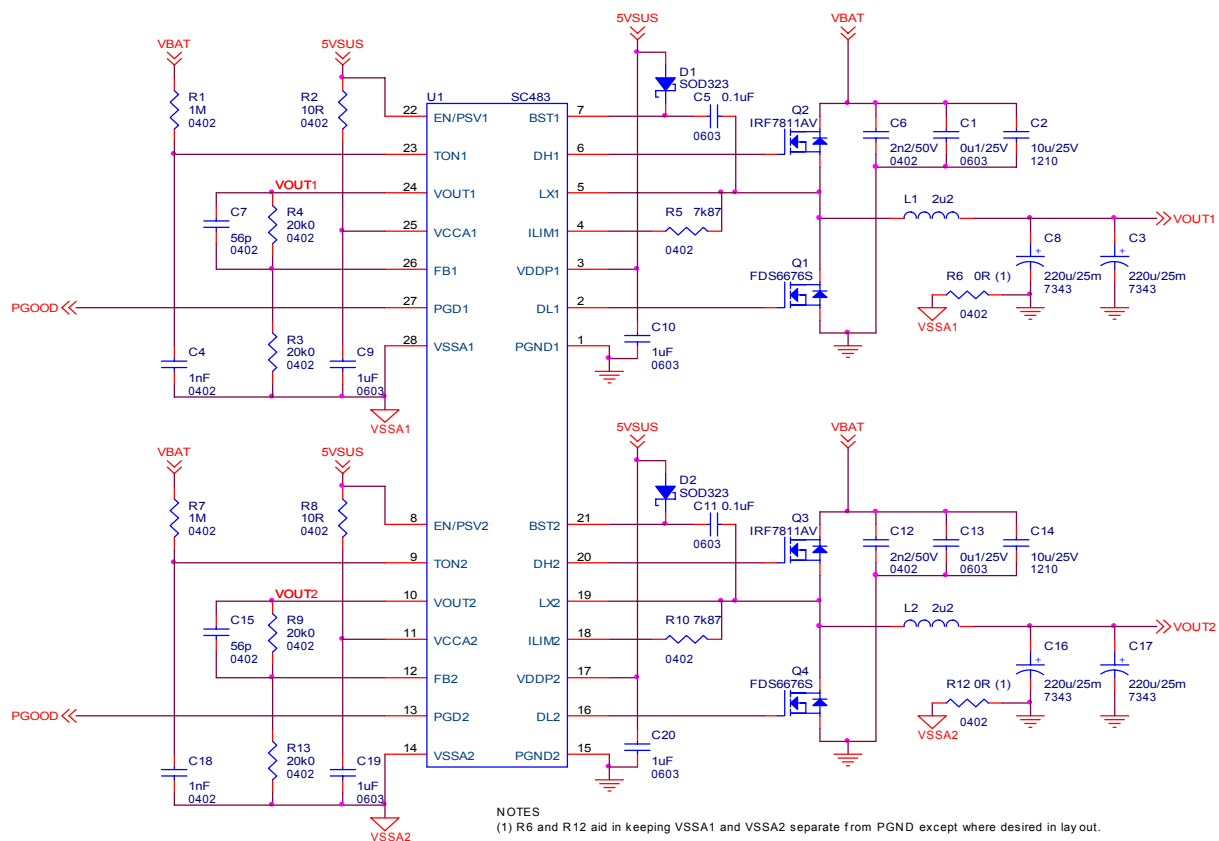 VBAT
5VSUS
5VSUS
VBAT
R1
1M
0402
R2
10R
0402
U1
SC483
D1
SOD323
C5 0.1uF
0603
Q2
IRF7811AV
C6
2n2/50V
0402
C1
0u1/25V
0603
C2
10u/25V
1210
22
EN/PSV1
BST1
7
23
TON1
DH1
6
VOUT1
24
VOUT1
LX1
5
C7
56p
0402
R4
20k0
0402
25
VCCA1
ILIM1
4
R5 7k87
0402
L1 2u2
VOUT1
26
FB1
VDDP1
3
Q1
FDS6676S
C8
220u/25m
7343
C3
220u/25m
7343
R6 0R (1)
0402
VSSA1
PGOOD
27
PGD1
DL1
2
R3
20k0
0402
28
VSSA1
PGND1
1
C10
1uF
0603
C4
1nF
0402
C9
1uF
0603
VSSA1
VBAT
5VSUS
5VSUS
VBAT
R7
1M
0402
R8
10R
0402
D2
SOD323
C11 0.1uF
0603
Q3
IRF7811AV
C12
2n2/50V
0402
C13
0u1/25V
0603
C14
10u/25V
1210
8
EN/PSV2
BST2
21
9
TON2
DH2
20
VOUT2
10
VOUT2
LX2
19
C15
56p
0402
R9
20k0
0402
11
VCCA2
ILIM2
18
R10 7k87
0402
L2 2u2
VOUT2
12
FB2
VDDP2
17
Q4
FDS6676S
C16
220u/25m
7343
C17
220u/25m
7343
R12 0R (1)
0402
VSSA2
PGOOD
13
PGD2
DL2
16
R13
20k0
0402
14
VSSA2
PGND2
15
C20
1uF
0603
C18
1nF
0402
C19
1uF
0603
VSSA2
NOTES
(1) R6 and R12 aid in keeping VSSA1 and VSSA2 separate from PGND except where desired in layout.